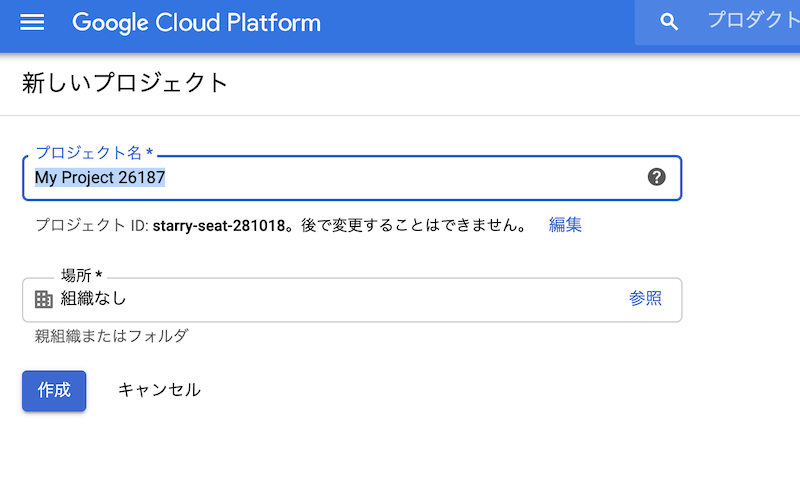 Google Cloud Platform
プロダクト
新しいプロジェクト
プロジェクト名 *
My Project 26187
プロジェクト ID: starry-seat-281018。後で変更することはできません。 編集
場所 *
組織なし 参照
親組織またはフォルダ
作成 キャンセル